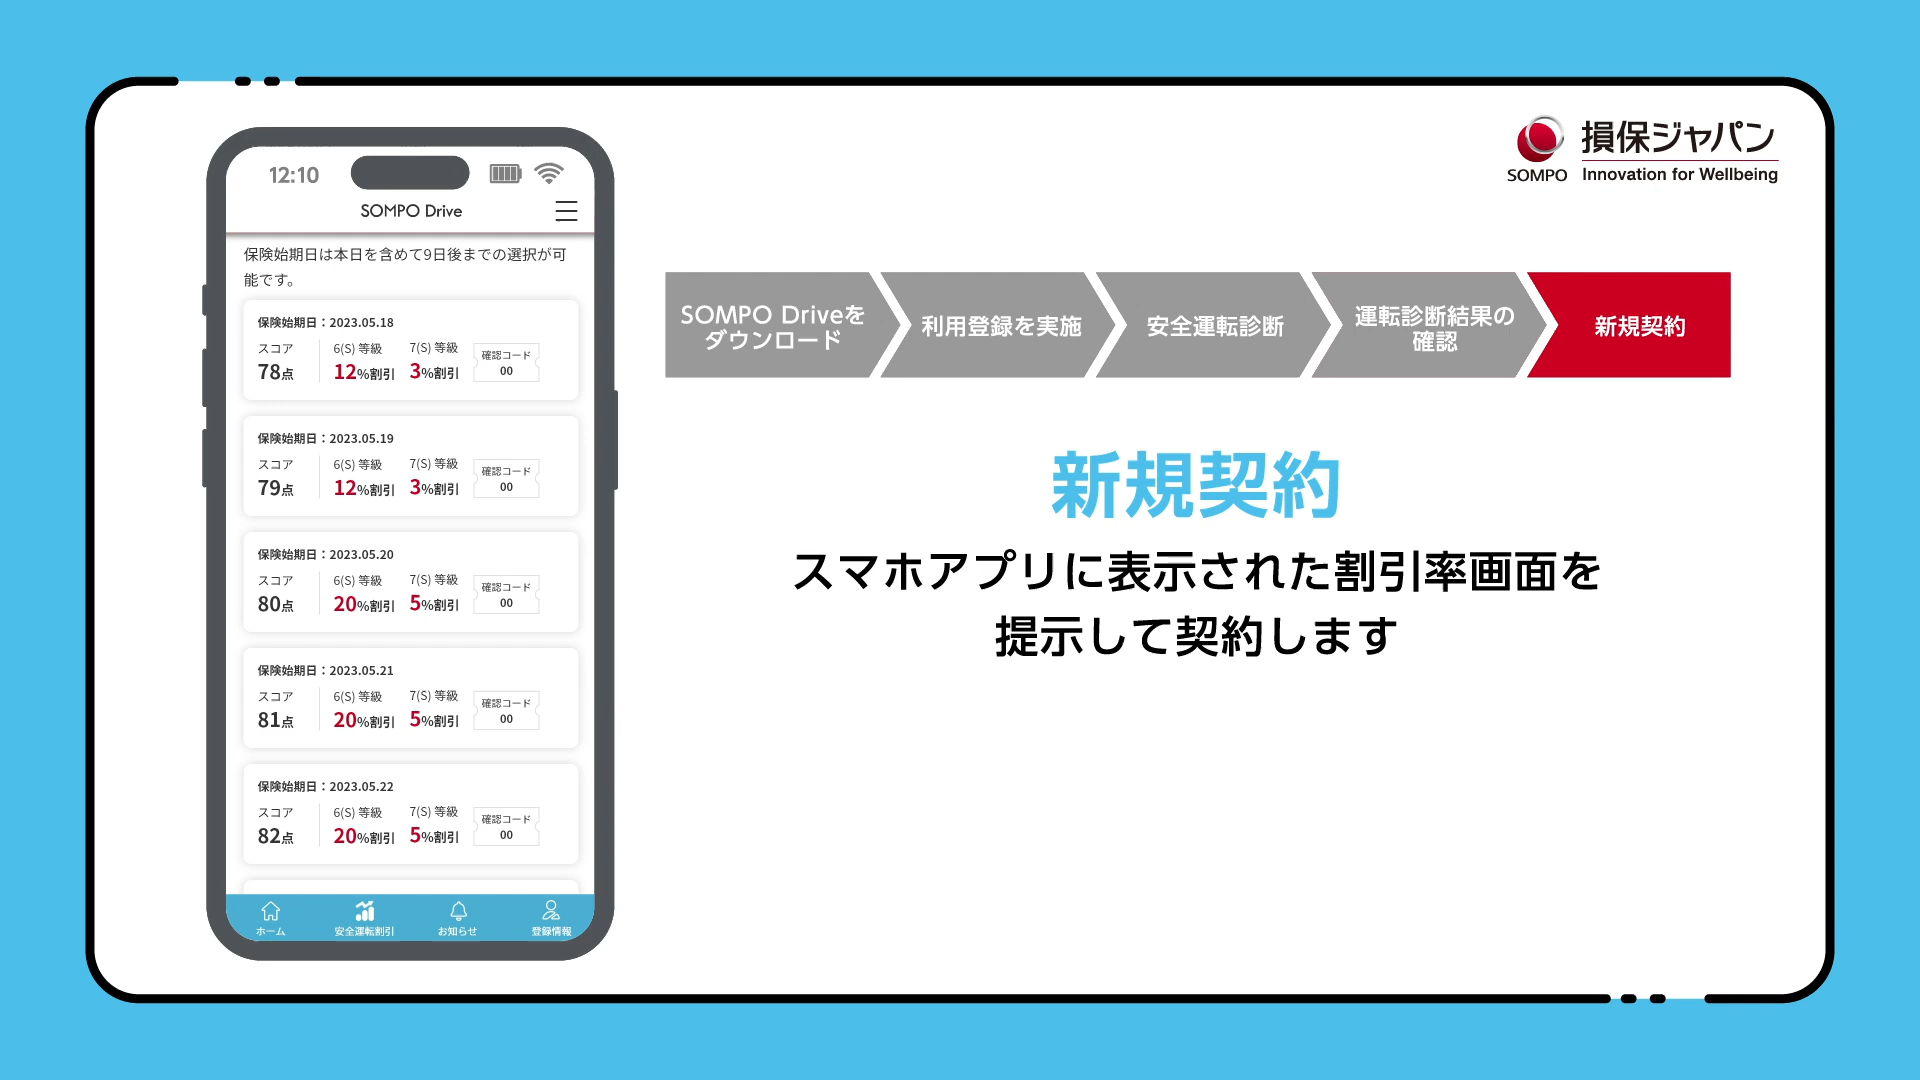 12:10
SOMPO Drive
保険始期日は本日を含めて9日後までの選択が可
能です。
保険始期日：2023.05.18
スコア 6(S) 等級 7(S) 等級 確認コード
78点 12%割引 3%割引 00
保険始期日：2023.05.19
スコア 6(S) 等級 7(S) 等級 確認コード
79点 12%割引 3%割引 00
保険始期日：2023.05.20
スコア 6(S) 等級 7(S) 等級 確認コード
80点 20%割引 5%割引 00
保険始期日：2023.05.21
スコア 6(S) 等級 7(S) 等級 確認コード
81点 20%割引 5%割引 00
保険始期日：2023.05.22
スコア 6(S) 等級 7(S) 等級 確認コード
82点 20%割引 5%割引 00
ホーム 安全運転割引 お知らせ 登録情報
SOMPO
損保ジャパン
Innovation for Wellbeing
SOMPO Driveを
ダウンロード
利用登録を実施
安全運転診断
運転診断結果の
確認
新規契約
新規契約
スマホアプリに表示された割引率画面を
提示して契約します